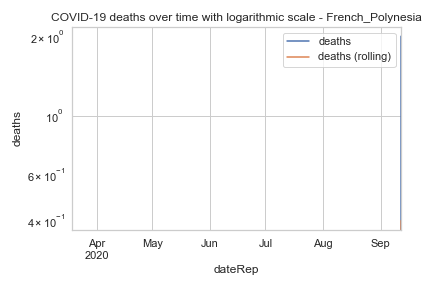 COVID-19 deaths over time with logarithmic scale - French_Polynesia
deaths
deaths (rolling)
2 × 10⁰
10⁰
6 × 10⁻¹
4 × 10⁻¹
deaths
Apr
2020
May
Jun
Jul
Aug
Sep
dateRep